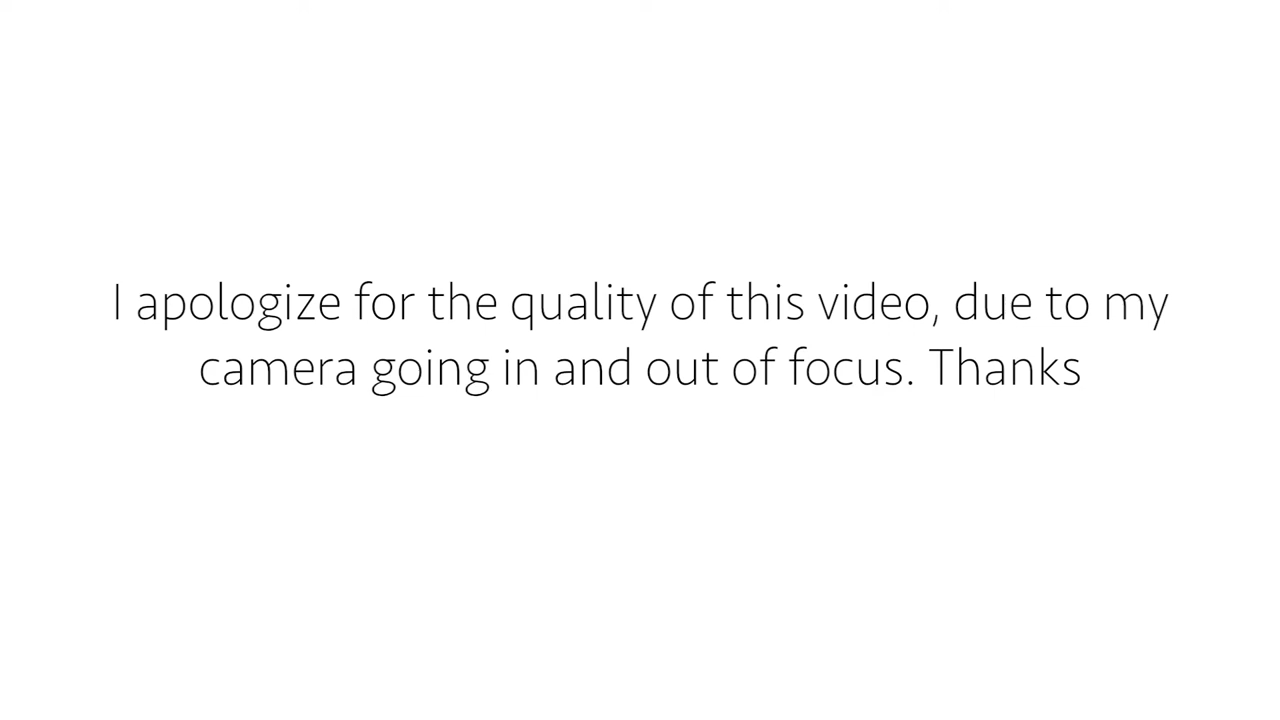 I apologize for the quality of this video, due to my
camera going in and out of focus. Thanks